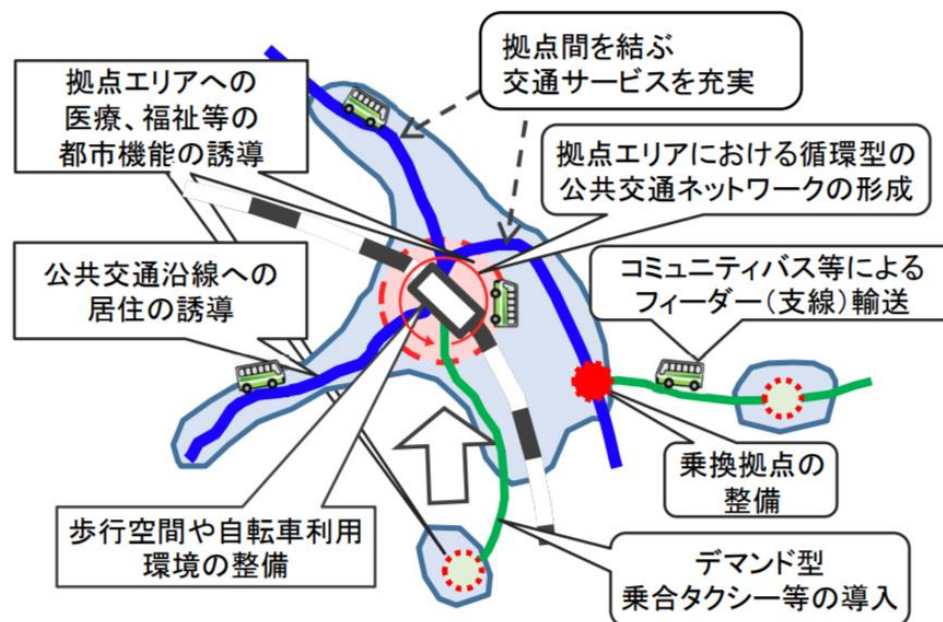 拠点エリアへの
医療、福祉等の
都市機能の誘導
拠点間を結ぶ
交通サービスを充実
拠点エリアにおける循環型の
公共交通ネットワークの形成
公共交通沿線への
居住の誘導
コミュニティバス等による
フィーダー(支線)輸送
乗換拠点の
整備
歩行空間や自転車利用
環境の整備
デマンド型
乗合タクシー等の導入